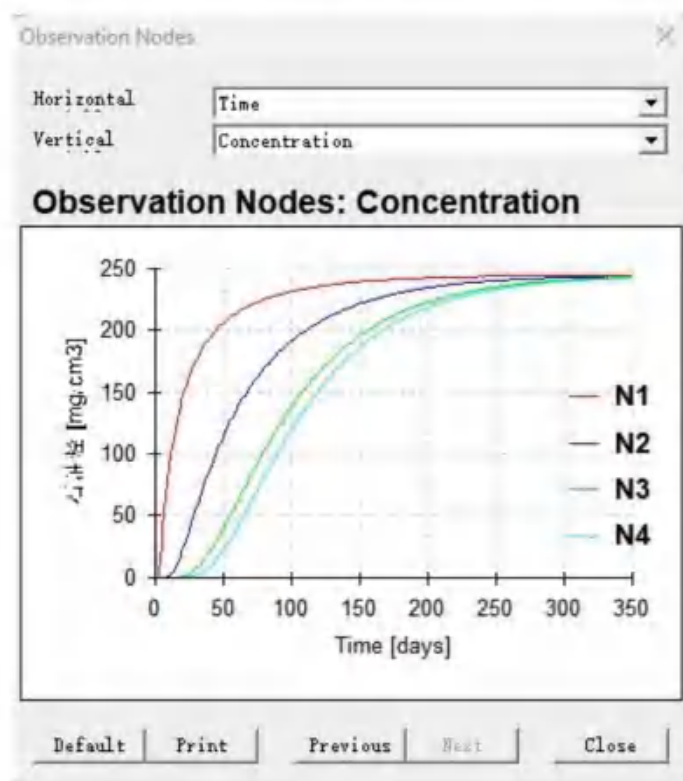 Observation Nodes
Horizontal
Time
Vertical
Concentration
Observation Nodes: Concentration
250
200
150
100
50
0
[mg/cm3]
N1
N2
N3
N4
0 50 100 150 200 250 300 350
Time [days]
Default Print Previous Next Close